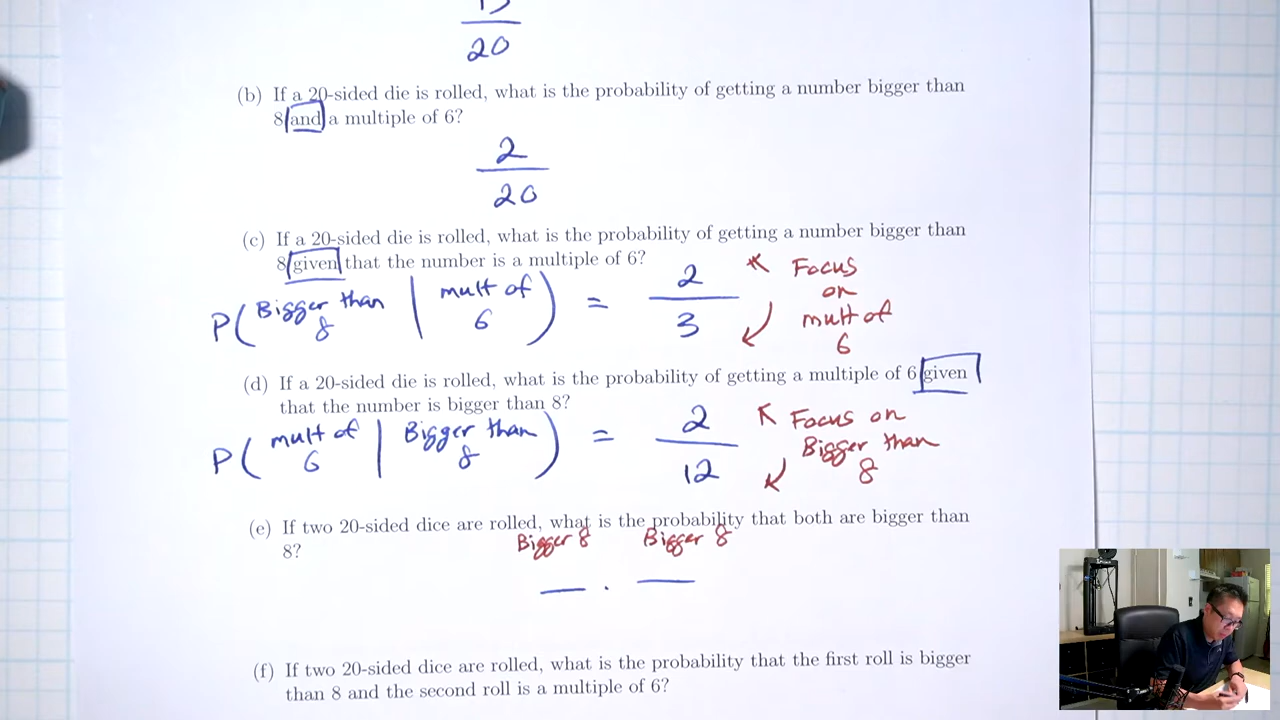 20
(b) If a 20-sided die is rolled, what is the probability of getting a number bigger than
8 and a multiple of 6?
2
20
(c) If a 20-sided die is rolled, what is the probability of getting a number bigger than
8 given that the number is a multiple of 6?
P( Bigger than 8 | mult of 6 ) = 2/3
Focus
on
mult of
6
(d) If a 20-sided die is rolled, what is the probability of getting a multiple of 6 given
that the number is bigger than 8?
P( mult of 6 | Bigger than 8 ) = 2/12
Focus on
Bigger than
8
(e) If two 20-sided dice are rolled, what is the probability that both are bigger than
8?
Bigger 8 Bigger 8
(f) If two 20-sided dice are rolled, what is the probability that the first roll is bigger
than 8 and the second roll is a multiple of 6?